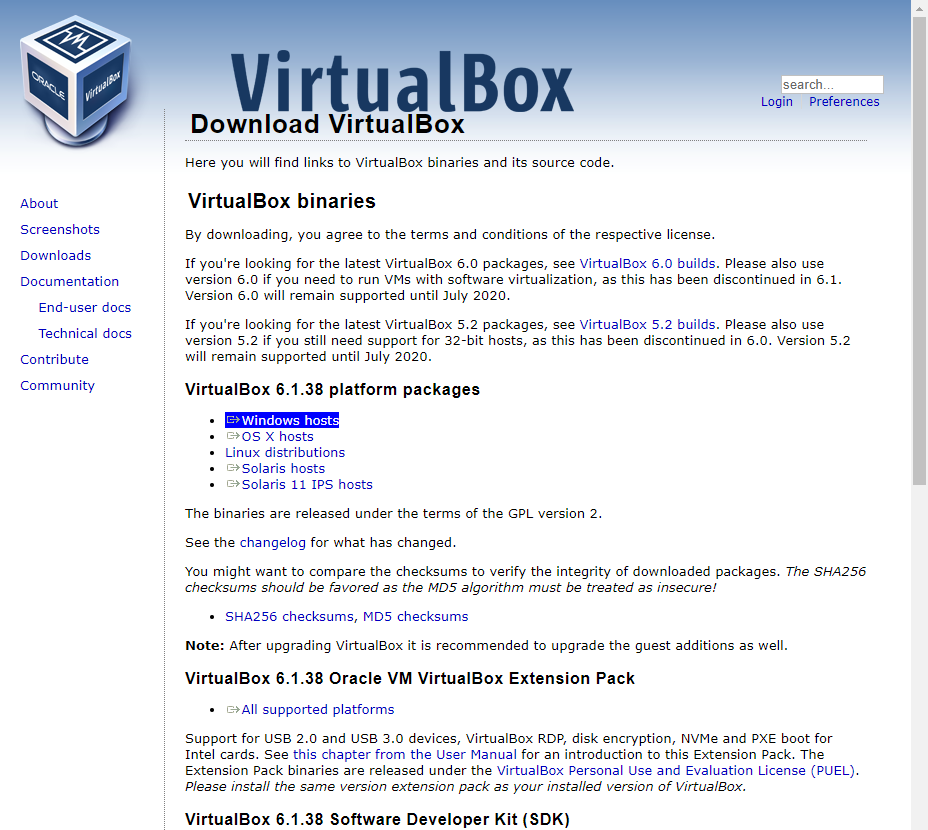 ORACLE
VirtualBox
VirtualBox
search...
Login Preferences
Download VirtualBox
Here you will find links to VirtualBox binaries and its source code.
About
Screenshots
Downloads
Documentation
End-user docs
Technical docs
Contribute
Community
VirtualBox binaries
By downloading, you agree to the terms and conditions of the respective license.
If you're looking for the latest VirtualBox 6.0 packages, see VirtualBox 6.0 builds. Please also use
version 6.0 if you need to run VMs with software virtualization, as this has been discontinued in 6.1.
Version 6.0 will remain supported until July 2020.
If you're looking for the latest VirtualBox 5.2 packages, see VirtualBox 5.2 builds. Please also use
version 5.2 if you still need support for 32-bit hosts, as this has been discontinued in 6.0. Version 5.2
will remain supported until July 2020.
VirtualBox 6.1.38 platform packages
• Windows hosts
• OS X hosts
• Linux distributions
• Solaris hosts
• Solaris 11 IPS hosts
The binaries are released under the terms of the GPL version 2.
See the changelog for what has changed.
You might want to compare the checksums to verify the integrity of downloaded packages. The SHA256
checksums should be favored as the MD5 algorithm must be treated as insecure!
• SHA256 checksums, MD5 checksums
Note: After upgrading VirtualBox it is recommended to upgrade the guest additions as well.
VirtualBox 6.1.38 Oracle VM VirtualBox Extension Pack
• All supported platforms
Support for USB 2.0 and USB 3.0 devices, VirtualBox RDP, disk encryption, NVMe and PXE boot for
Intel cards. See this chapter from the User Manual for an introduction to this Extension Pack. The
Extension Pack binaries are released under the VirtualBox Personal Use and Evaluation License (PUEL).
Please install the same version extension pack as your installed version of VirtualBox.
VirtualBox 6.1.38 Software Developer Kit (SDK)